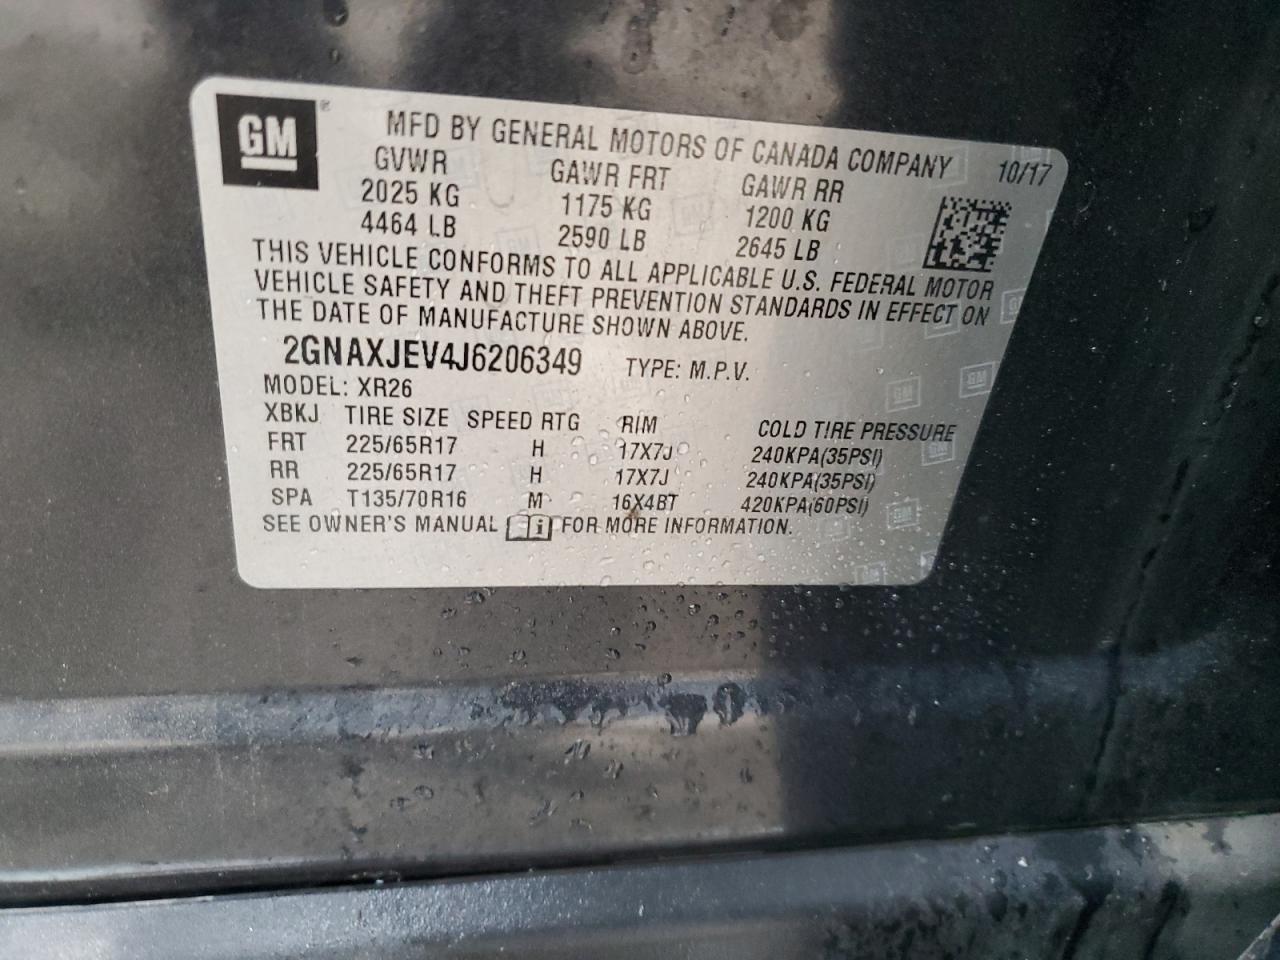 GM®
MFD BY GENERAL MOTORS OF CANADA COMPANY 10/17
GVWR GAWR FRT GAWR RR
2025 KG 1175 KG 1200 KG
4464 LB 2590 LB 2645 LB
THIS VEHICLE CONFORMS TO ALL APPLICABLE U.S. FEDERAL MOTOR
VEHICLE SAFETY AND THEFT PREVENTION STANDARDS IN EFFECT ON
THE DATE OF MANUFACTURE SHOWN ABOVE.
2GNAXJEV4J6206349 TYPE: M.P.V.
MODEL: XR26
XBKJ TIRE SIZE SPEED RTG RIM COLD TIRE PRESSURE
FRT 225/65R17 H 17X7J 240KPA(35PSI)
RR 225/65R17 H 17X7J 240KPA(35PSI)
SPA T135/70R16 M 16X4BT 420KPA(60PSI)
SEE OWNER'S MANUAL FOR MORE INFORMATION.